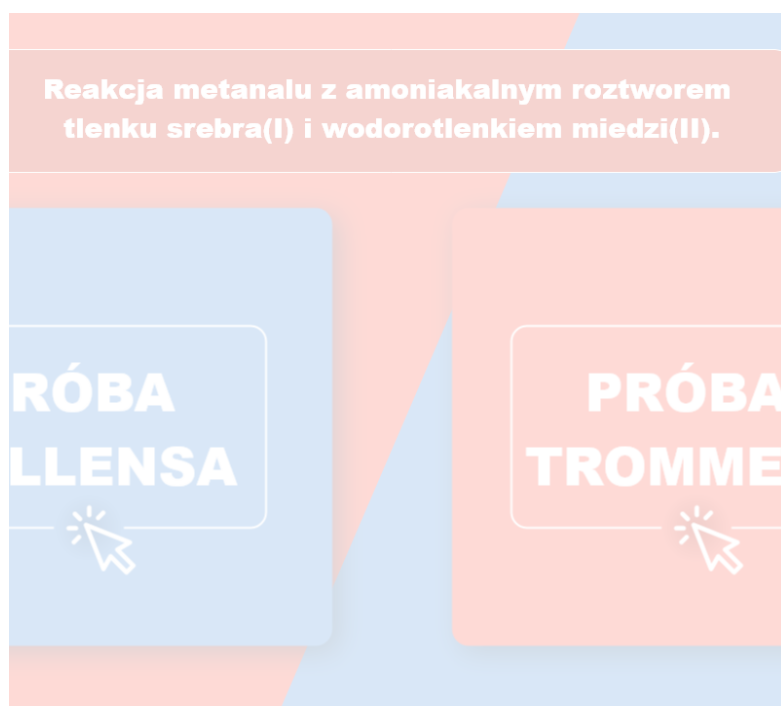 Reakcja metanalu z amoniakalnym roztworem
tlenku srebra(I) i wodorotlenkiem miedzi(II).
RÓBA
LLENSA
PRÓBA
TROMME